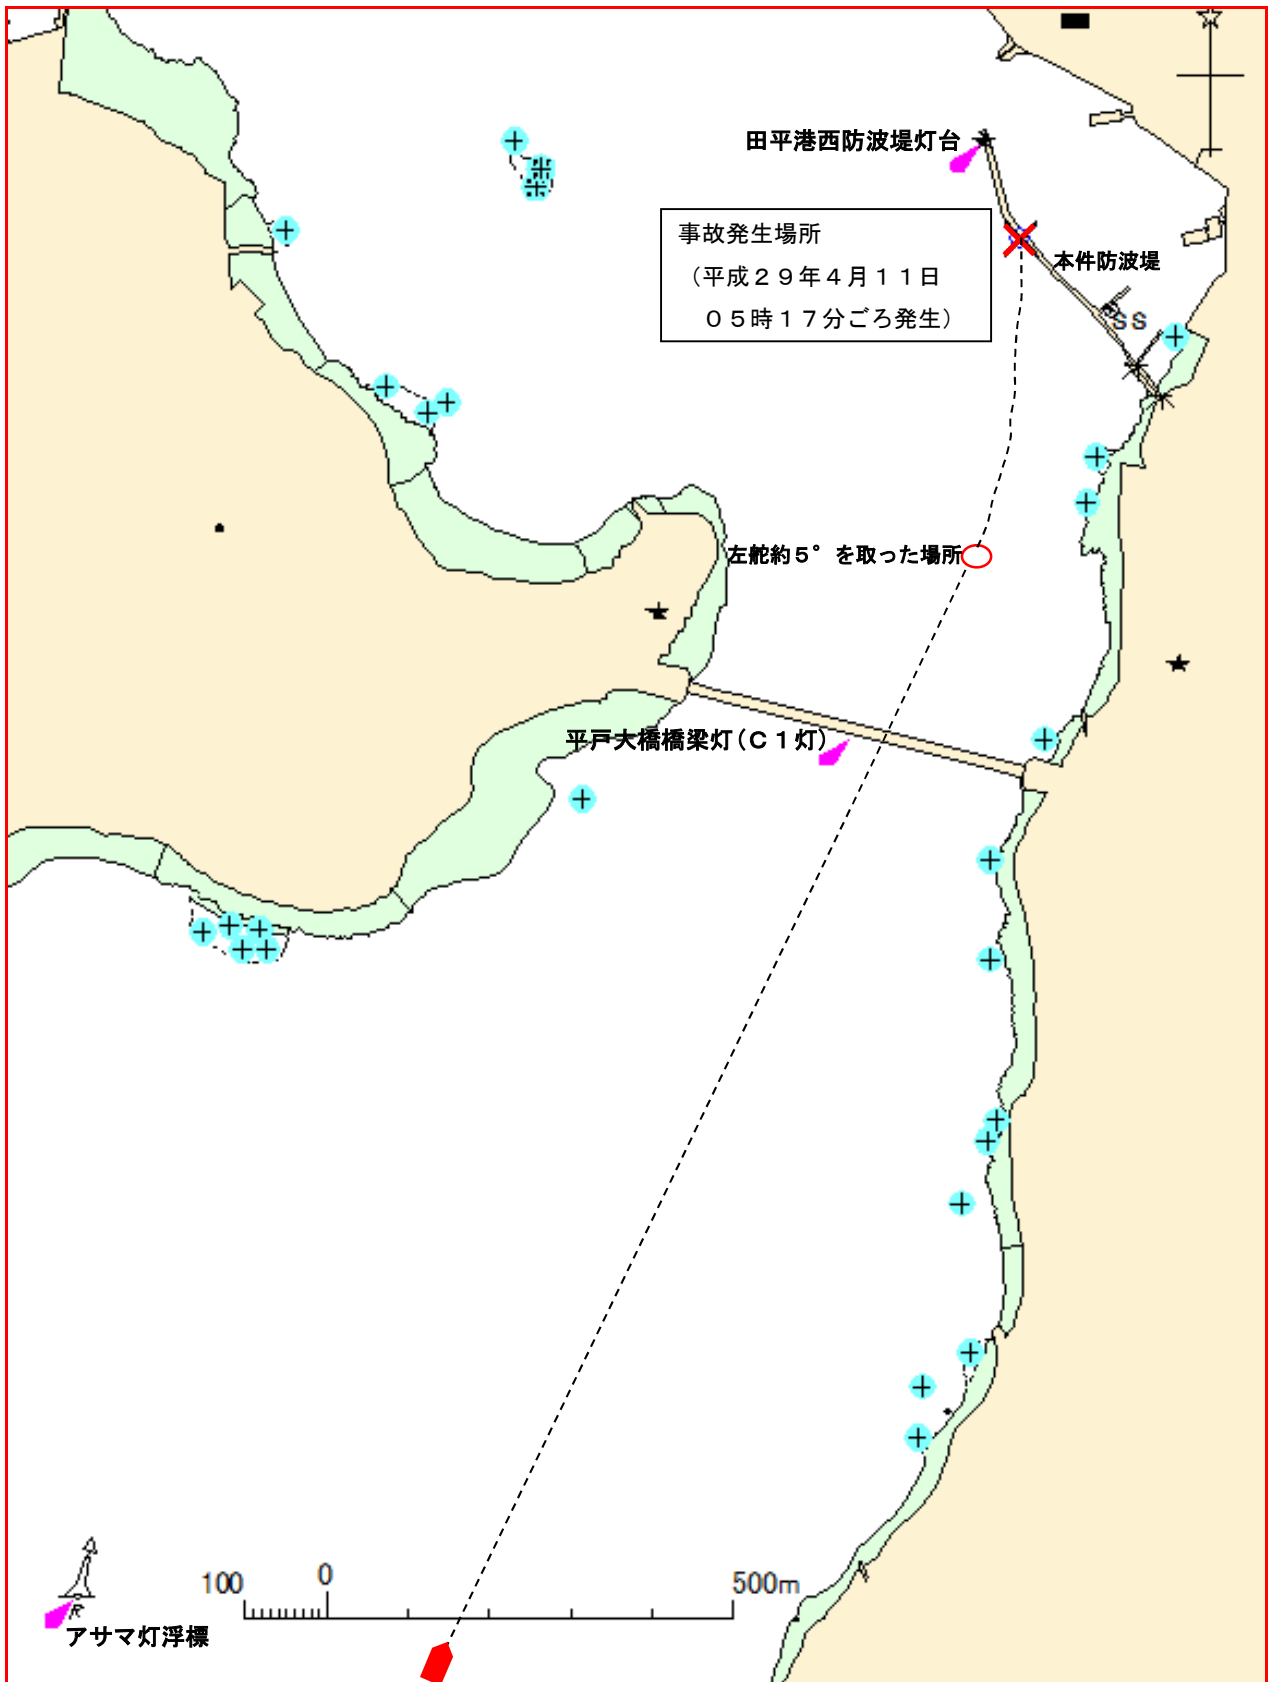 田平港西防波堤灯台
事故発生場所
（平成２９年４月１１日
０５時１７分ごろ発生）
本件防波堤
SS
左舵約５°を取った場所
平戸大橋橋梁灯（Ｃ１灯）
100
0
500m
R
アサマ灯浮標